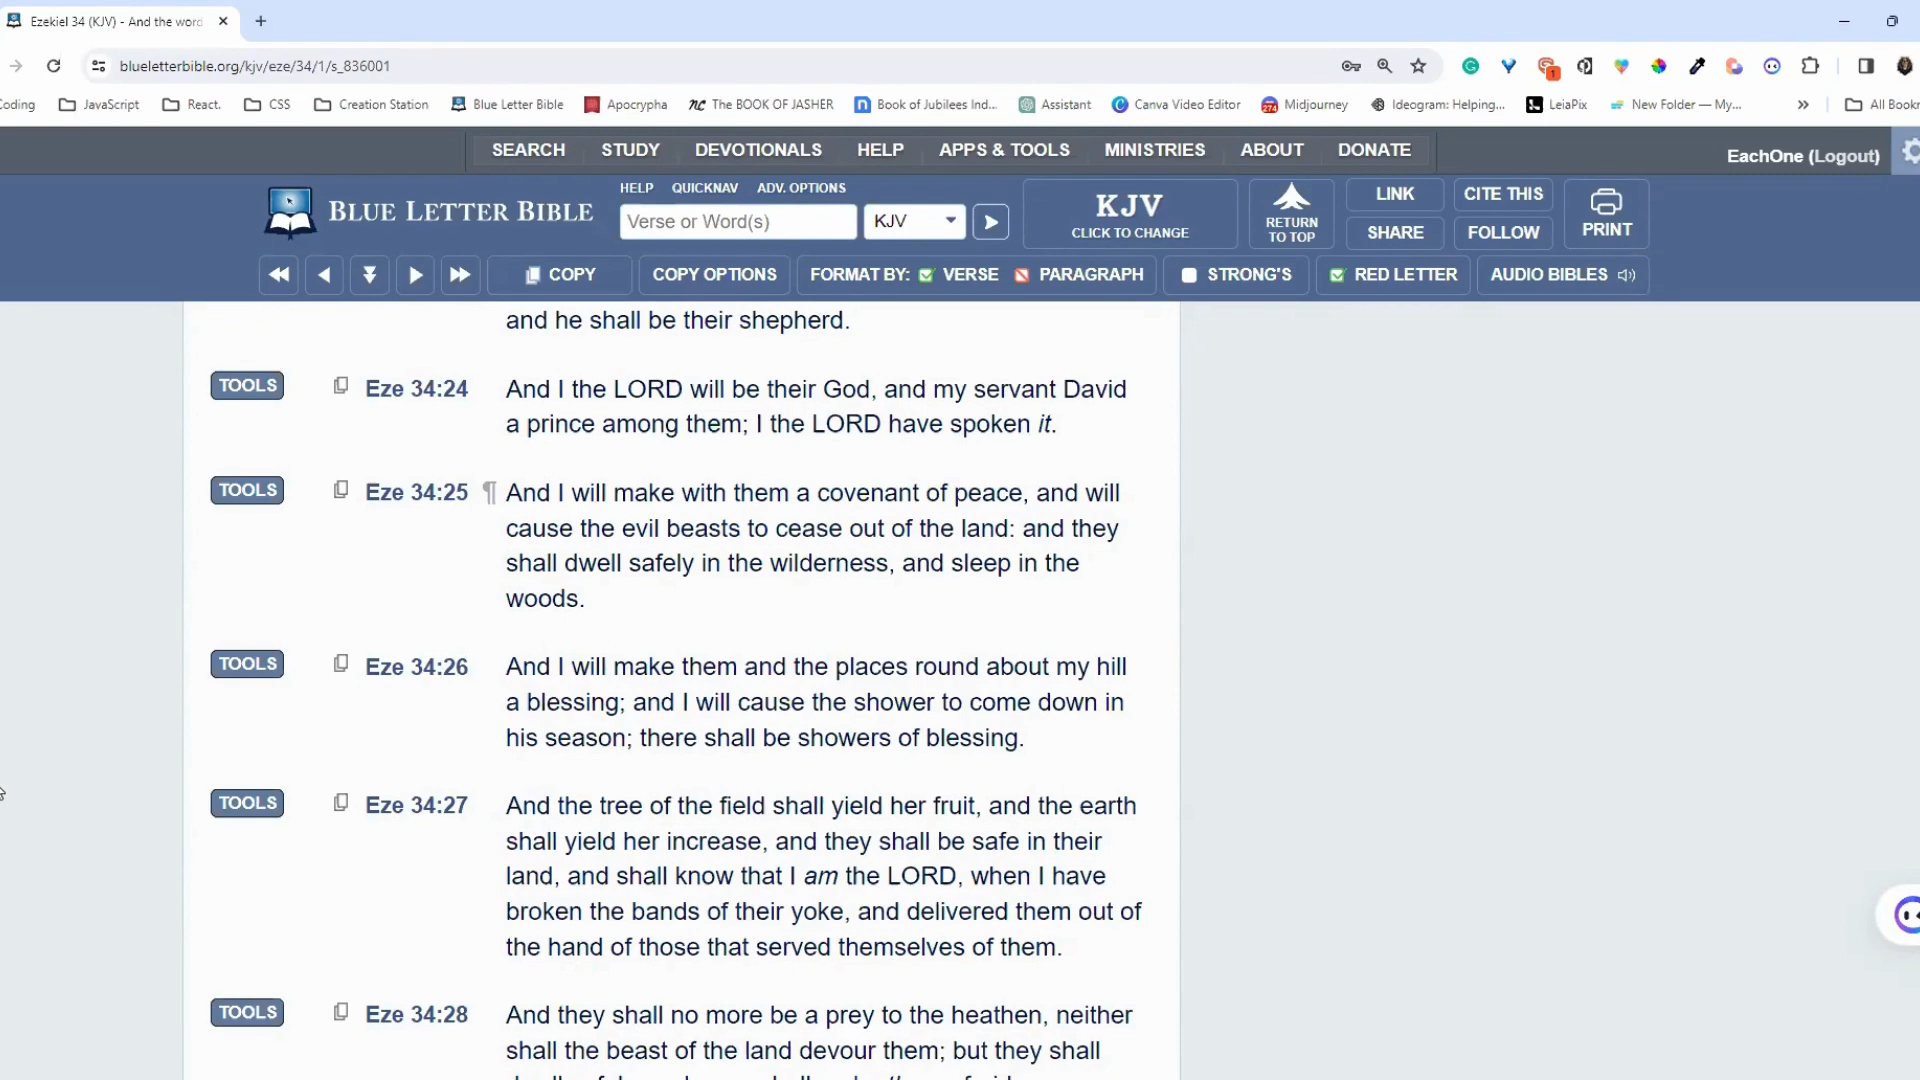 Ezekiel 34 (KJV) - And the word
blueletterbible.org/kjv/eze/34/1/s_836001
Coding JavaScript React. CSS Creation Station Blue Letter Bible Apocrypha The BOOK OF JASHER Book of Jubilees Ind... Assistant Canva Video Editor Midjourney Ideogram: Helping... LeiaPix New Folder — My... » All Bookr
SEARCH STUDY DEVOTIONALS HELP APPS & TOOLS MINISTRIES ABOUT DONATE
EachOne (Logout)
HELP QUICKNAV ADV. OPTIONS
BLUE LETTER BIBLE
Verse or Word(s) KJV
KJV
CLICK TO CHANGE
RETURN
TO TOP
LINK CITE THIS
SHARE FOLLOW
PRINT
COPY COPY OPTIONS FORMAT BY: VERSE PARAGRAPH STRONG'S RED LETTER AUDIO BIBLES
and he shall be their shepherd.
TOOLS Eze 34:24 And I the LORD will be their God, and my servant David
a prince among them; I the LORD have spoken it.
TOOLS Eze 34:25 ¶ And I will make with them a covenant of peace, and will
cause the evil beasts to cease out of the land: and they
shall dwell safely in the wilderness, and sleep in the
woods.
TOOLS Eze 34:26 And I will make them and the places round about my hill
a blessing; and I will cause the shower to come down in
his season; there shall be showers of blessing.
TOOLS Eze 34:27 And the tree of the field shall yield her fruit, and the earth
shall yield her increase, and they shall be safe in their
land, and shall know that I am the LORD, when I have
broken the bands of their yoke, and delivered them out of
the hand of those that served themselves of them.
TOOLS Eze 34:28 And they shall no more be a prey to the heathen, neither
shall the beast of the land devour them; but they shall